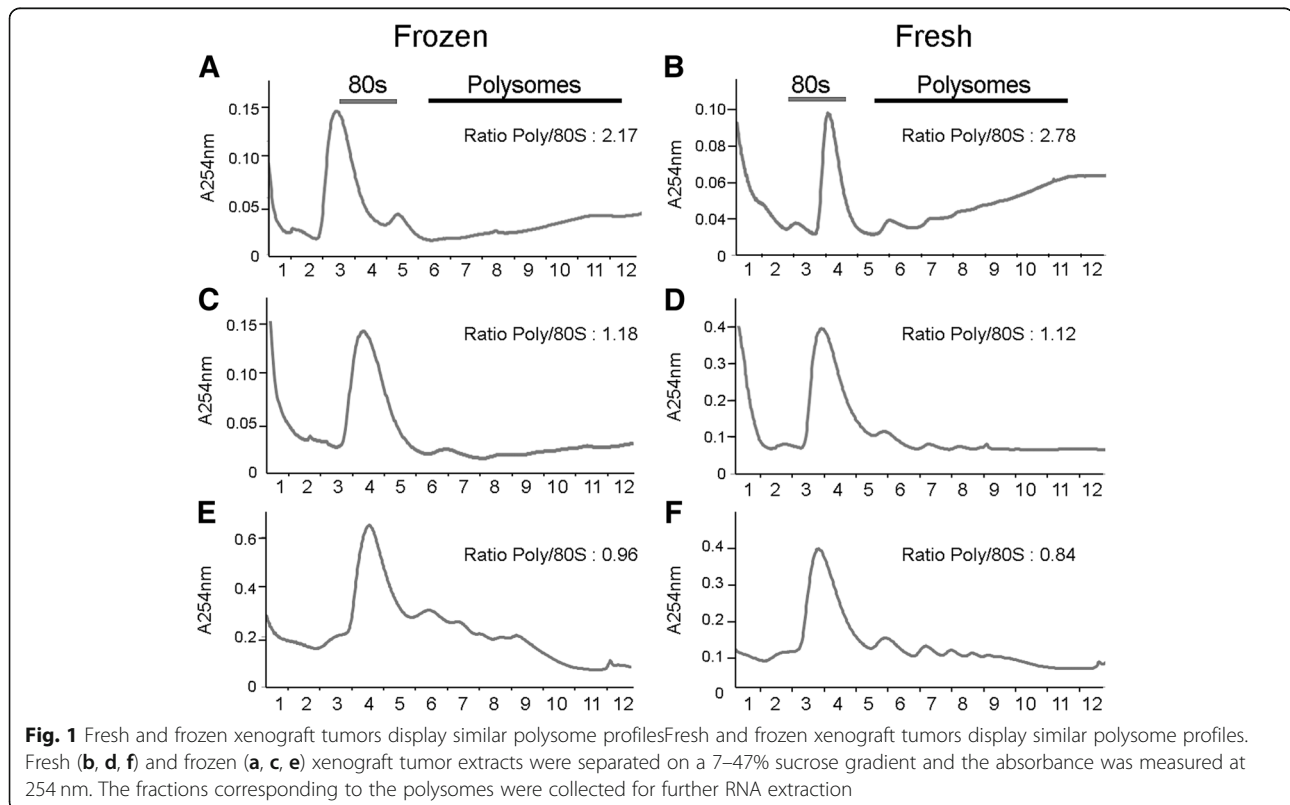 Frozen
Fresh
A
80s
Polysomes
Ratio Poly/80S : 2.17
A254nm
0.15
0.10
0.05
0
1 2 3 4 5 6 7 8 9 10 11 12
B
80s
Polysomes
Ratio Poly/80S : 2.78
A254nm
0.10
0.08
0.06
0.04
0
1 2 3 4 5 6 7 8 9 10 11 12
C
Ratio Poly/80S : 1.18
A254nm
0.15
0.10
0.05
0
1 2 3 4 5 6 7 8 9 10 11 12
D
Ratio Poly/80S : 1.12
A254nm
0.4
0.3
0.2
0.1
0
1 2 3 4 5 6 7 8 9 10 11 12
E
Ratio Poly/80S : 0.96
A254nm
0.6
0.4
0.2
0
1 2 3 4 5 6 7 8 9 10 11 12
F
Ratio Poly/80S : 0.84
A254nm
0.4
0.3
0.2
0.1
0
1 2 3 4 5 6 7 8 9 10 11 12
Fig. 1 Fresh and frozen xenograft tumors display similar polysome profilesFresh and frozen xenograft tumors display similar polysome profiles.
Fresh (b, d, f) and frozen (a, c, e) xenograft tumor extracts were separated on a 7–47% sucrose gradient and the absorbance was measured at
254 nm. The fractions corresponding to the polysomes were collected for further RNA extraction